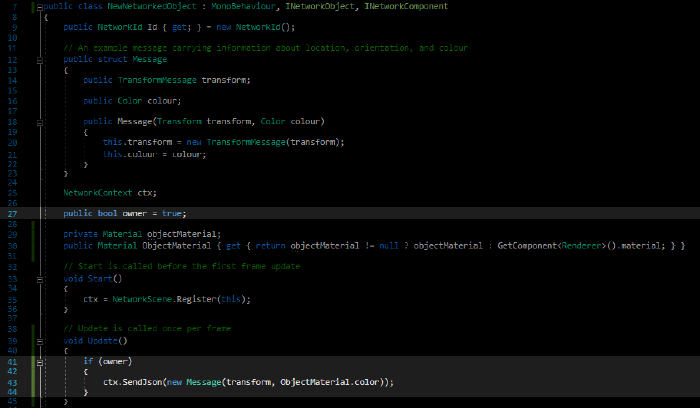 7 public class NewNetworkedObject : MonoBehaviour, INetworkObject, INetworkComponent
8 {
9 public NetworkId Id { get; } = new NetworkId();
10
11 // An example message carrying information about location, orientation, and colour
12 public struct Message
13 {
14 public TransformMessage transform;
15
16 public Color colour;
17
18 public Message(Transform transform, Color colour)
19 {
20 this.transform = new TransformMessage(transform);
21 this.colour = colour;
22 }
23 }
24
25 NetworkContext ctx;
26
27 public bool owner = true;
28
29 private Material objectMaterial;
30 public Material ObjectMaterial { get { return objectMaterial != null ? objectMaterial : GetComponent<Renderer>().material; } }
31
32 // Start is called before the first frame update
33 void Start()
34 {
35 ctx = NetworkScene.Register(this);
36 }
37
38 // Update is called once per frame
39 void Update()
40 {
41 if (owner)
42 {
43 ctx.SendJson(new Message(transform, ObjectMaterial.color));
44 }
45 }